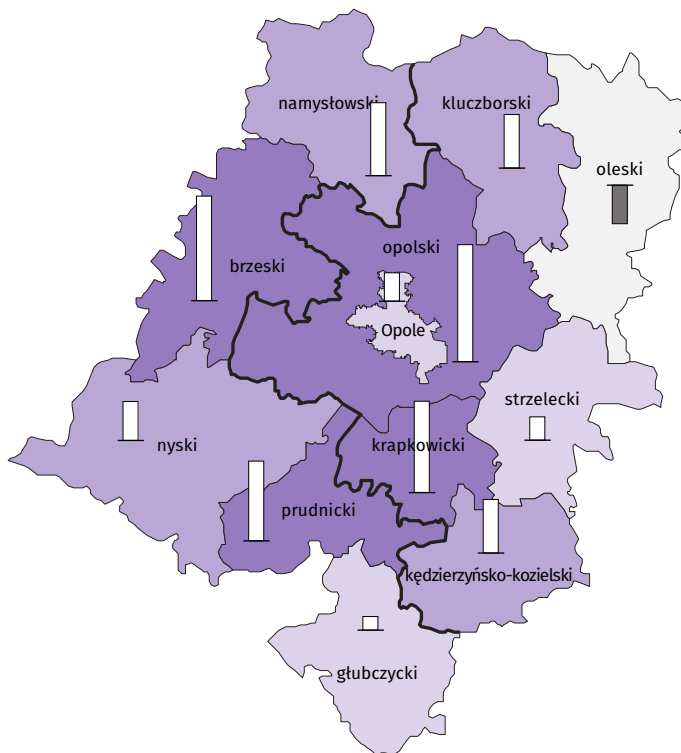 namysłowski
kluczborski
oleski
opolski
brzeski
Opole
strzelecki
nyski
krapkowicki
prudnicki
kędzierzyńsko-kozielski
głubczycki